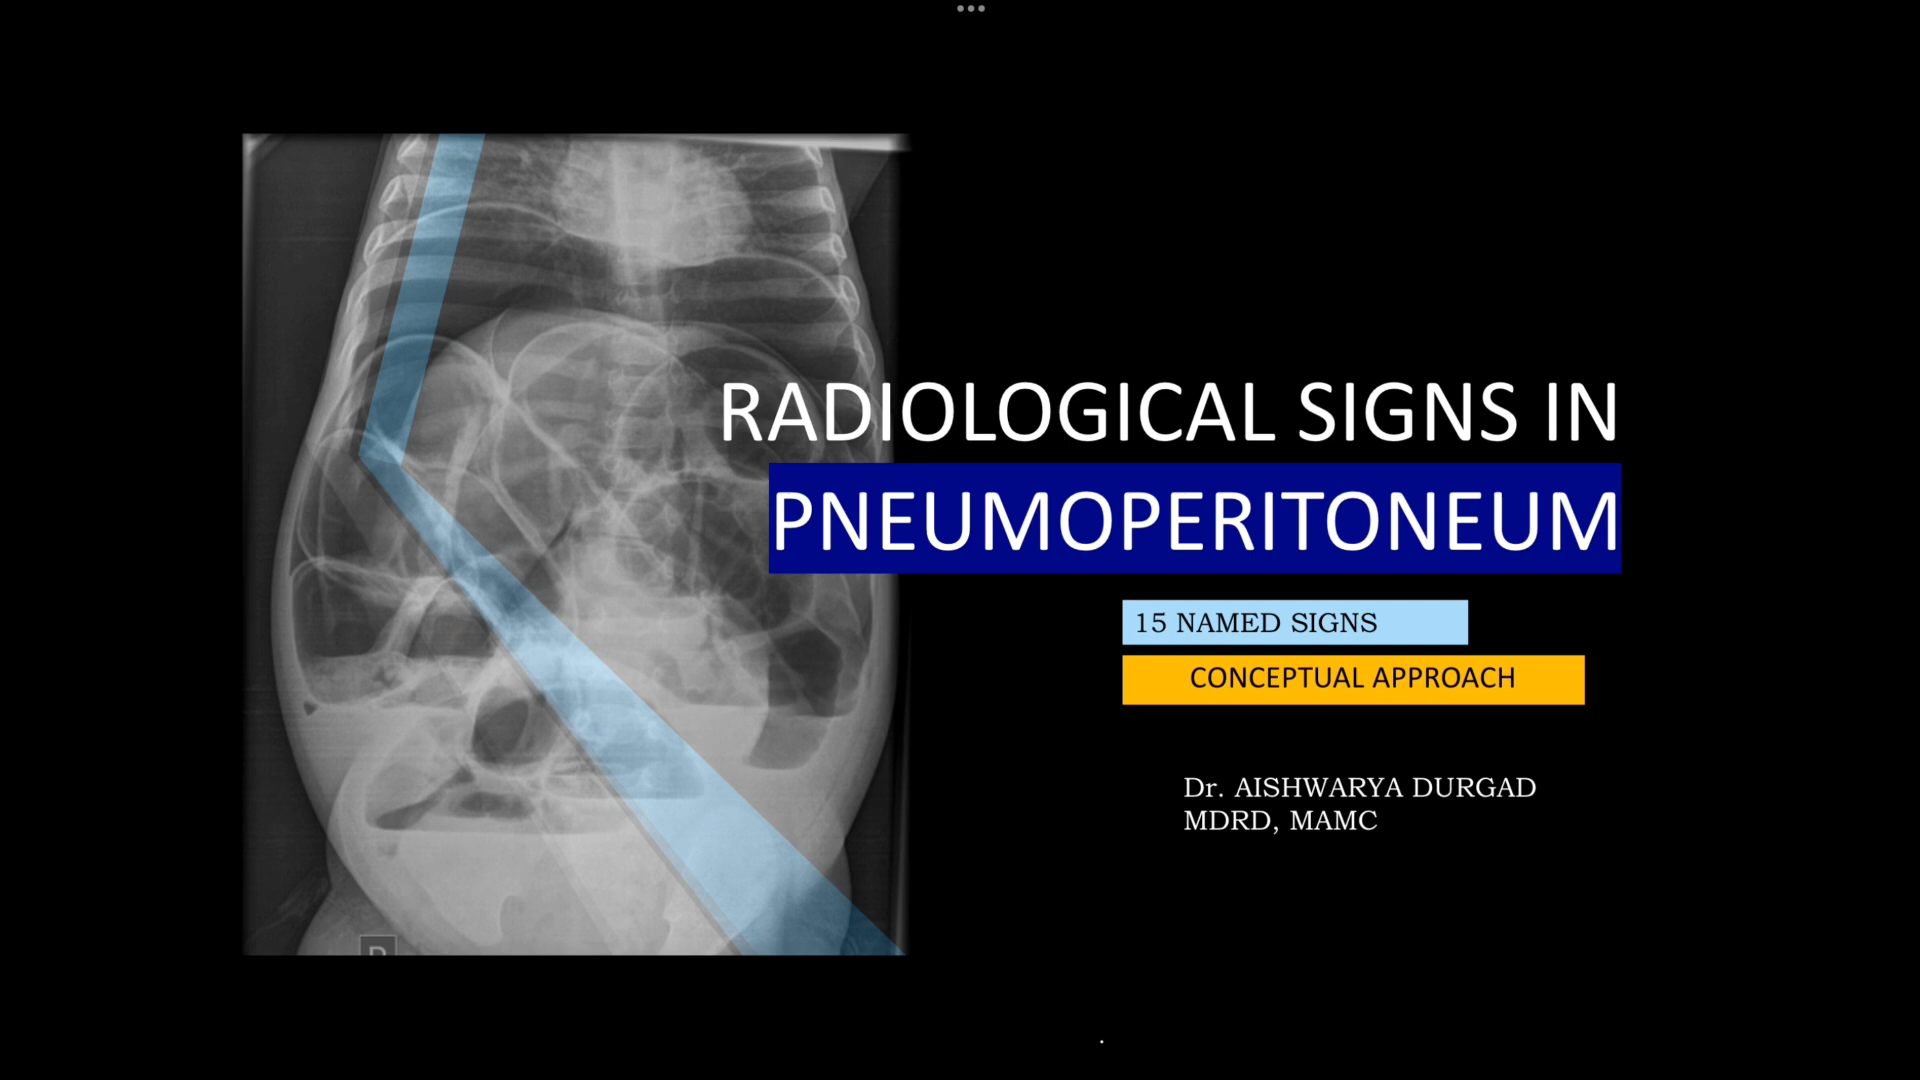 RADIOLOGICAL SIGNS IN
PNEUMOPERITONEUM
15 NAMED SIGNS
CONCEPTUAL APPROACH
Dr. AISHWARYA DURGAD
MDRD, MAMC